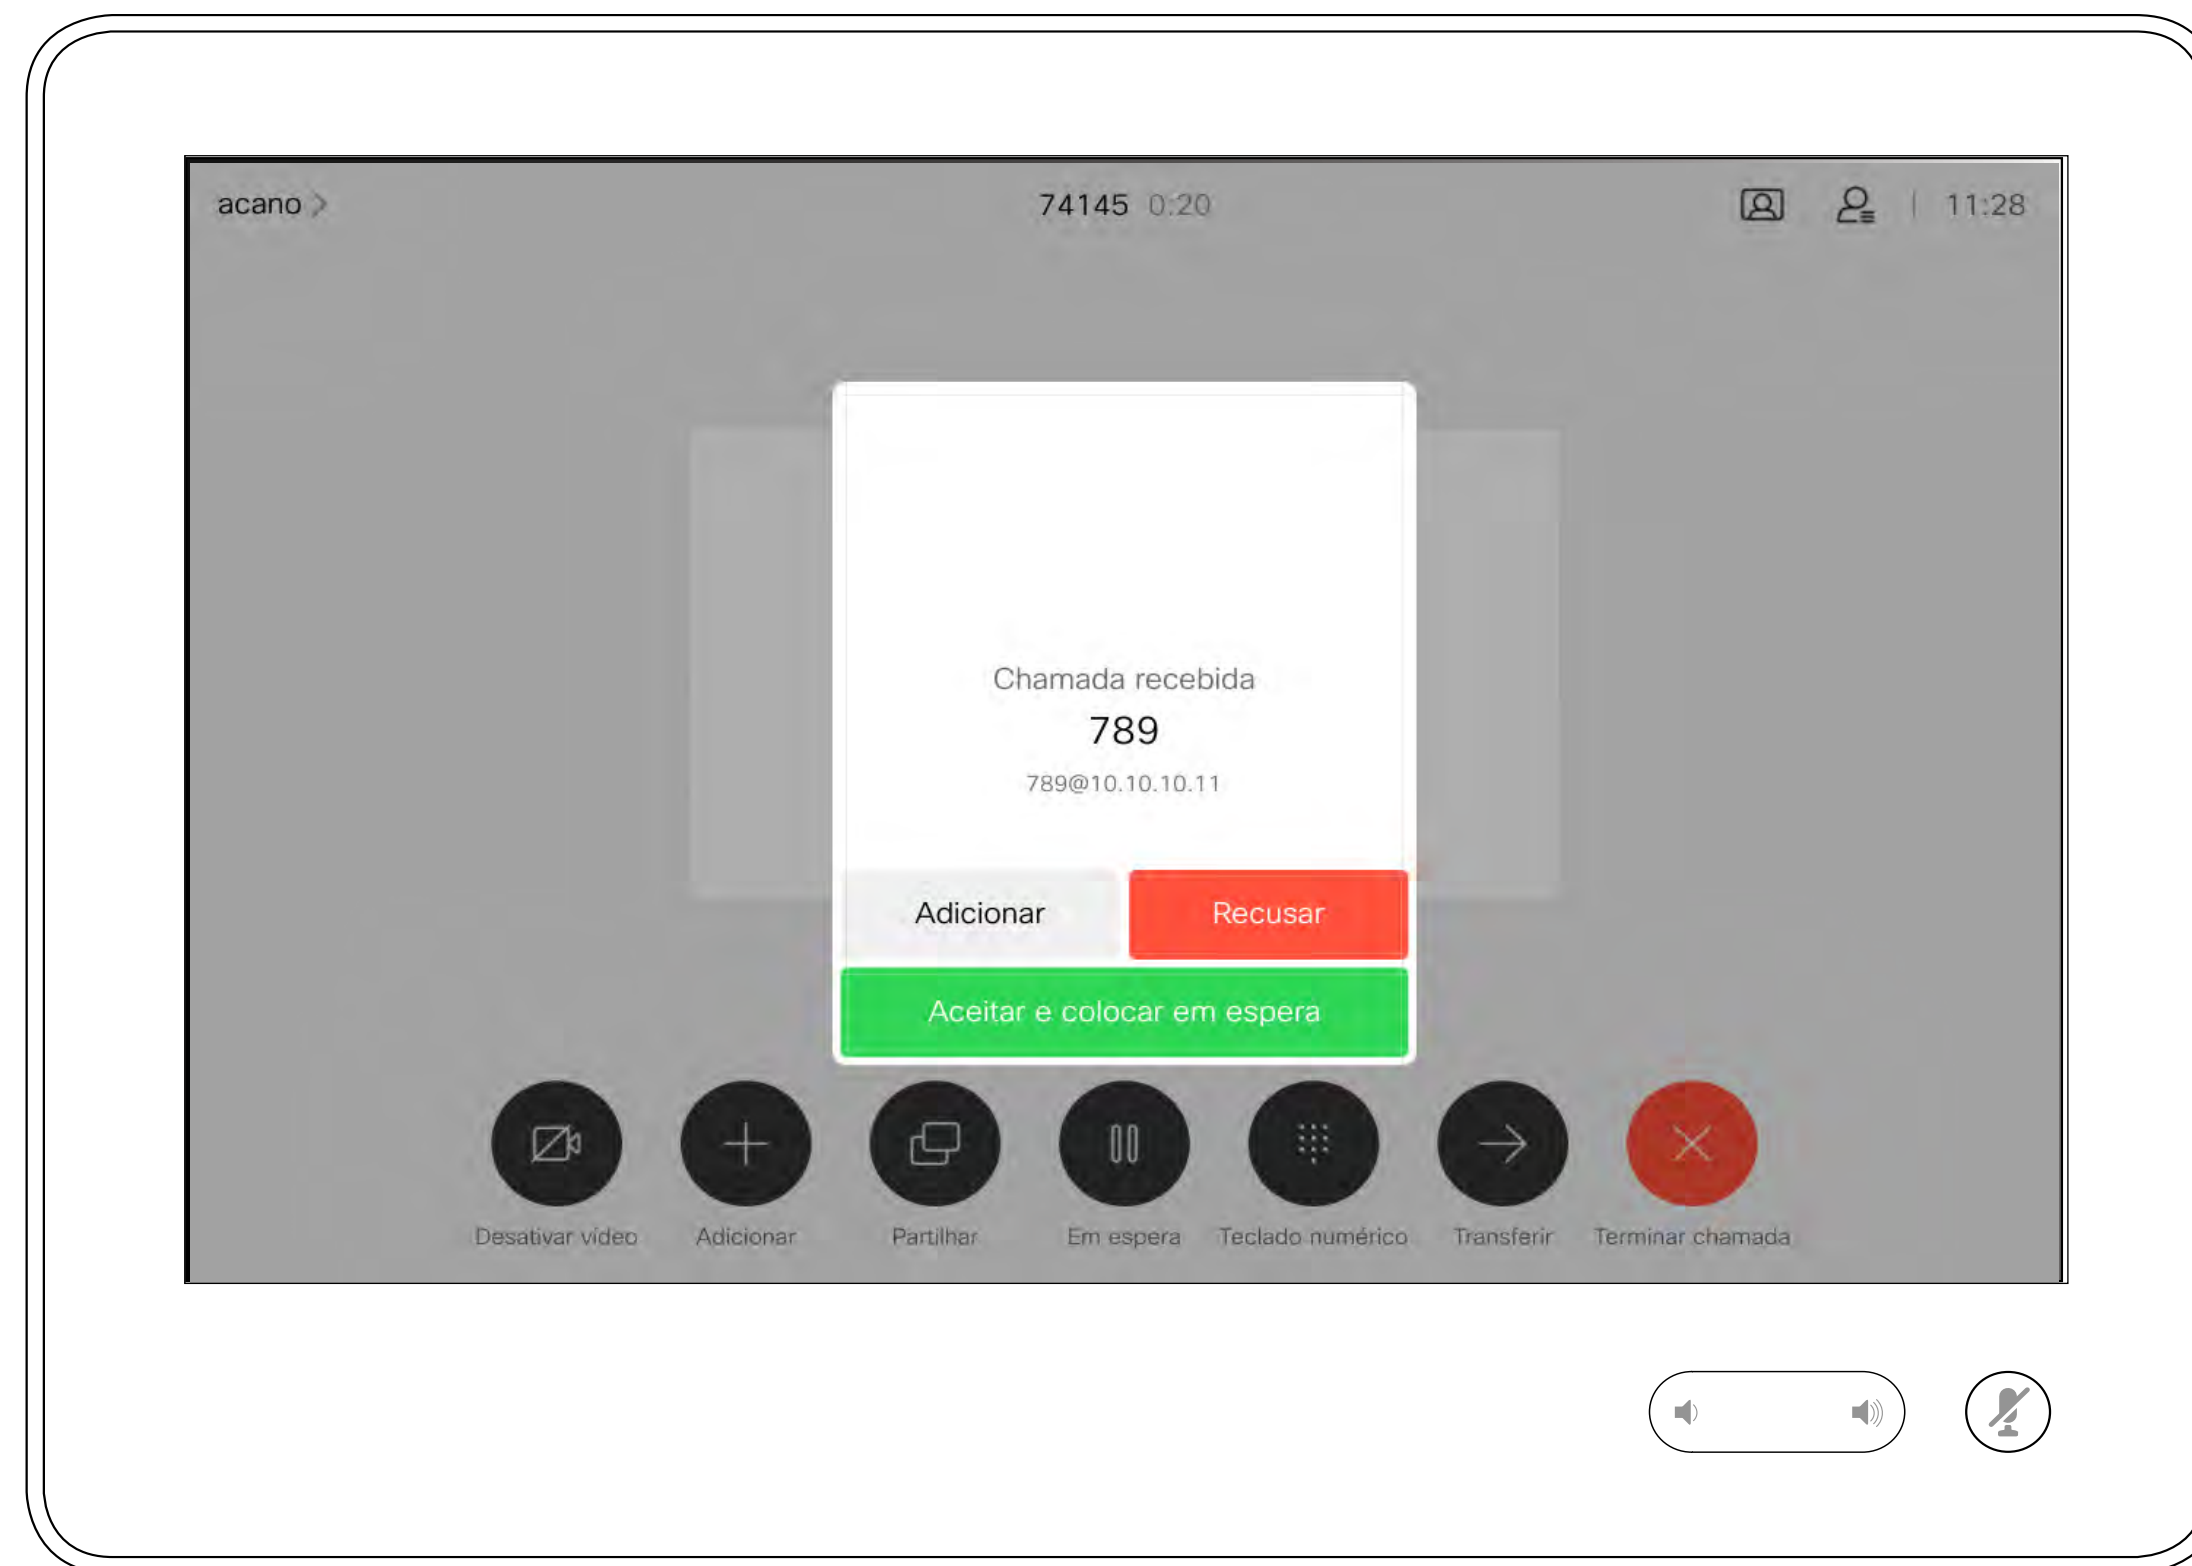 acano
74145 0:20
11:28
Chamada recebida
789
789@10.10.10.11
Adicionar
Recusar
Aceitar e colocar em espera
Desativar vídeo
Adicionar
Partilhar
Em espera
Teclado numérico
Transferir
Terminar chamada